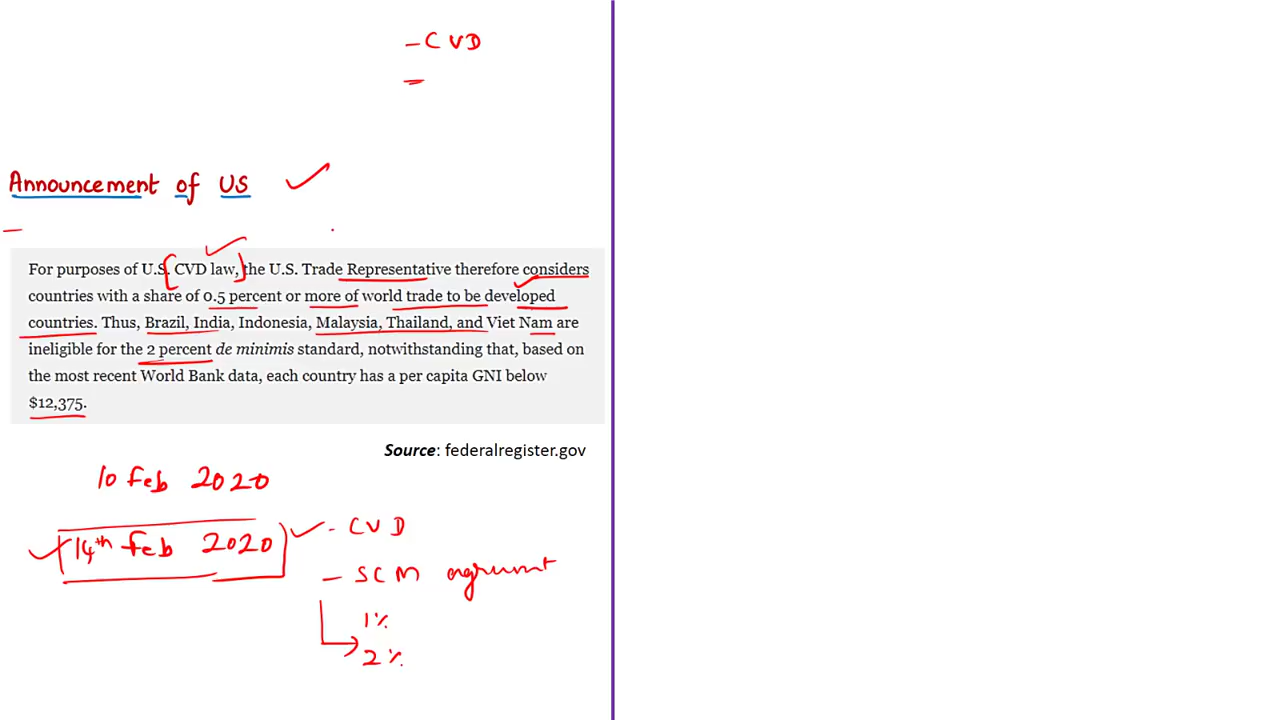 - CVD
Announcement of US
For purposes of U.S. CVD law, the U.S. Trade Representative therefore considers
countries with a share of 0.5 percent or more of world trade to be developed
countries. Thus, Brazil, India, Indonesia, Malaysia, Thailand, and Viet Nam are
ineligible for the 2 percent de minimis standard, notwithstanding that, based on
the most recent World Bank data, each country has a per capita GNI below
$12,375.
Source: federalregister.gov
10 Feb 2020
14th Feb 2020
- CVD
- SCM agrumt
1%
2%